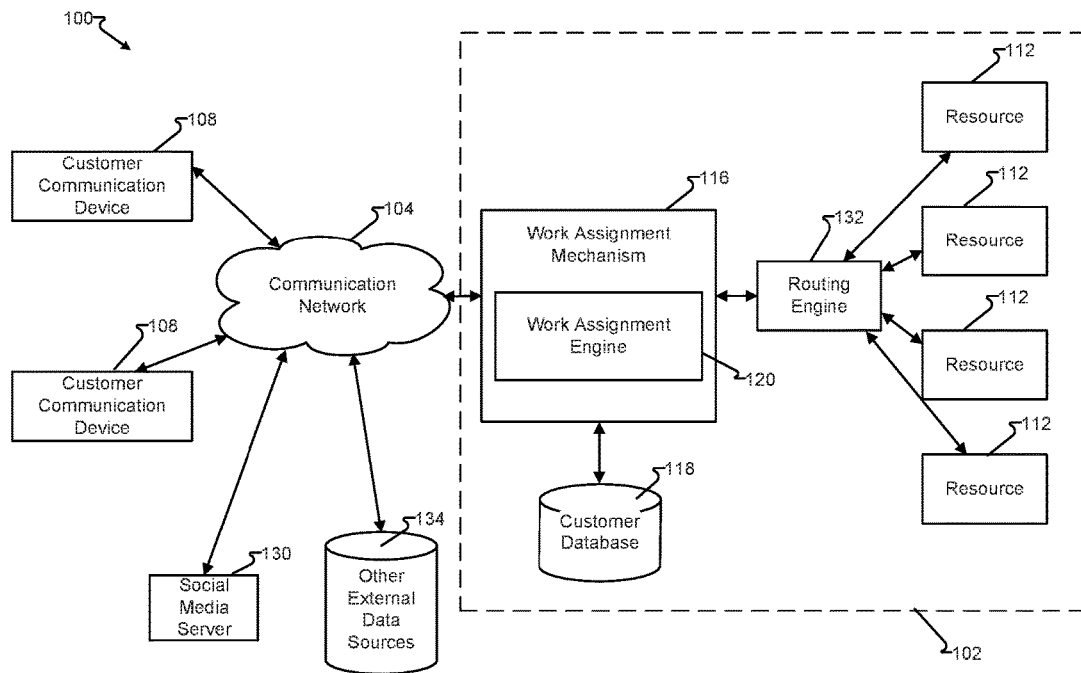 100
108
Customer
Communication
Device
108
Customer
Communication
Device
104
Communication
Network
130
Social
Media
Server
134
Other
External
Data
Sources
116
Work Assignment
Mechanism
Work Assignment
Engine
120
118
Customer
Database
132
Routing
Engine
112
Resource
112
Resource
112
Resource
112
Resource
102